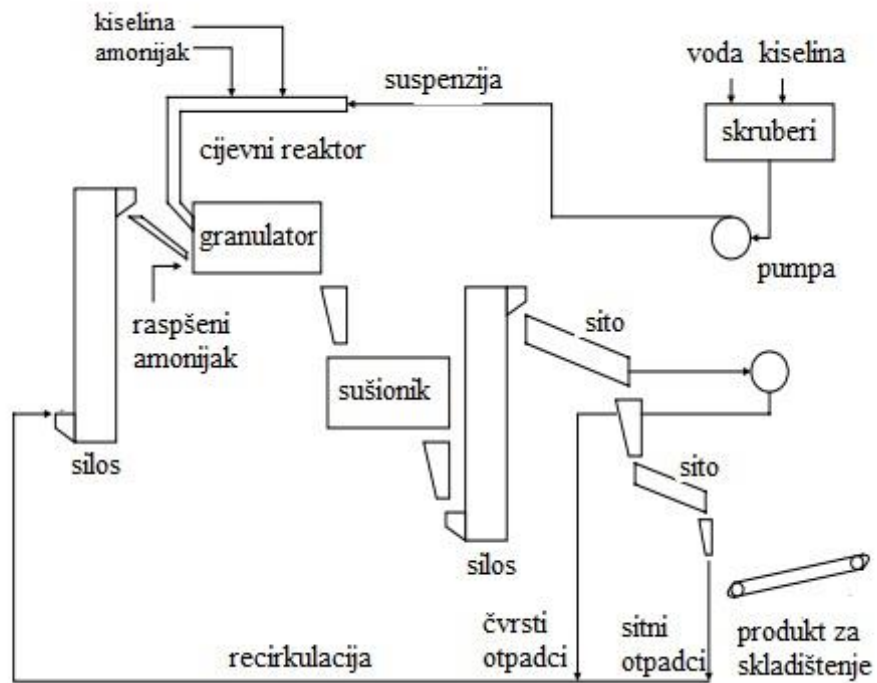 kiselina
amonijak
suspenzija
voda kiselina
skruberi
cijevni reaktor
granulator
pumpa
raspšeni
amonijak
sito
sušionik
silos
sito
silos
čvrsti
otpadci
sitni
otpadci
produkt za
skladištenje
recirkulacija